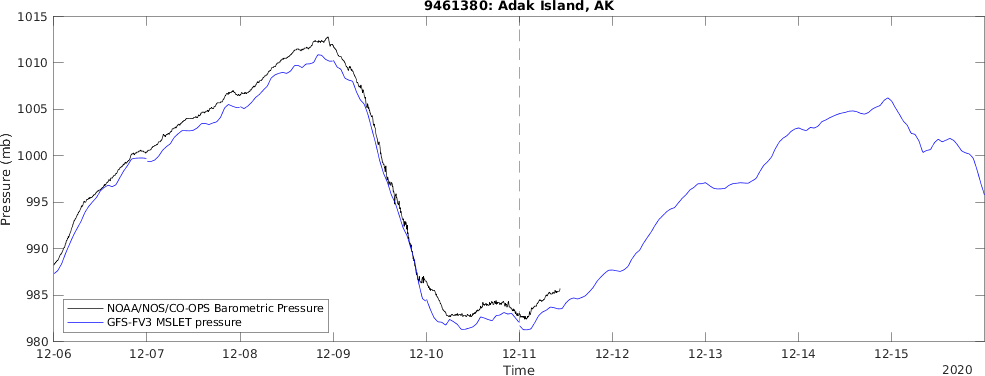 9461380: Adak Island, AK
Pressure (mb)
1015
1010
1005
1000
995
990
985
980
NOAA/NOS/CO-OPS Barometric Pressure
GFS-FV3 MSLET pressure
12-06 12-07 12-08 12-09 12-10 12-11 12-12 12-13 12-14 12-15
Time
2020